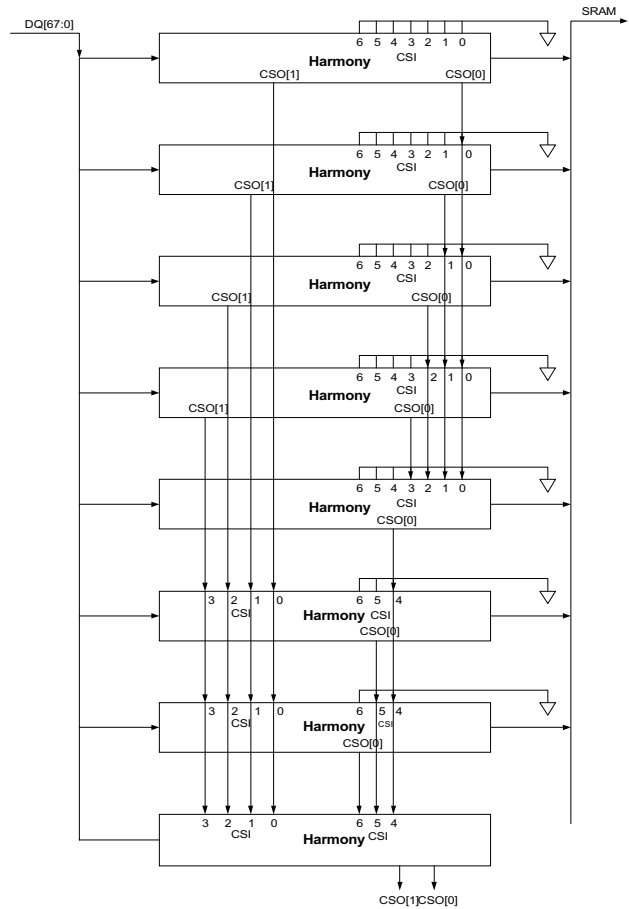 DQ[67:0]
SRAM
6 5 4 3 2 1 0
Harmony
CSI
CSO[1]
CSO[0]
6 5 4 3 2 1 0
CSI
Harmony
CSO[1]
CSO[0]
6 5 4 3 2 1 0
CSI
Harmony
CSO[1]
CSO[0]
6 5 4 3 2 1 0
CSI
Harmony
CSO[1]
CSO[0]
6 5 4 3 2 1 0
CSI
Harmony
CSO[0]
3 2 1 0 6 5 4
CSI Harmony CSI
CSO[0]
3 2 1 0 6 5 4
CSI Harmony CSI
CSO[0]
3 2 1 0 6 5 4
CSI Harmony CSI
CSO[1]CSO[0]